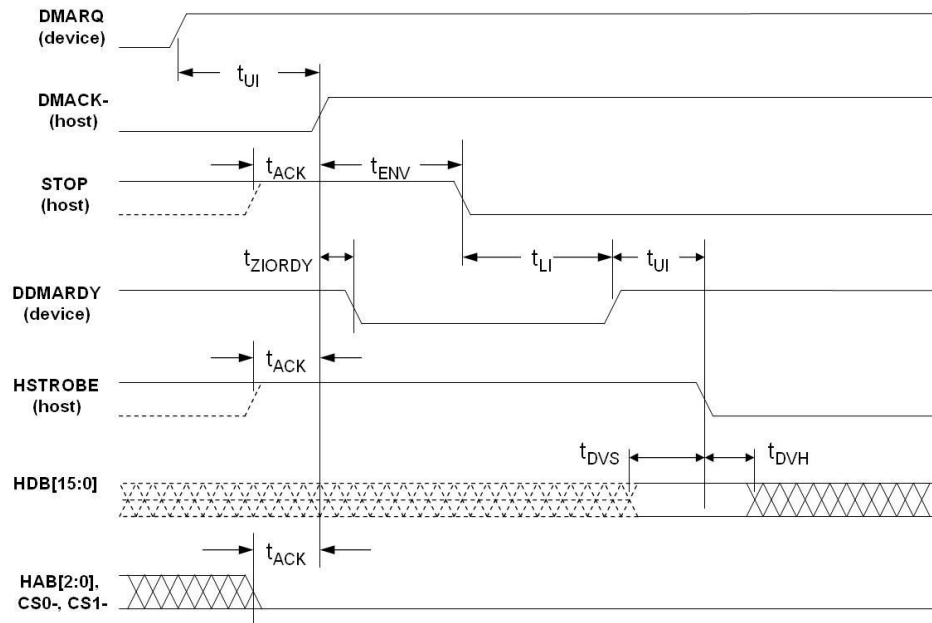 DMARQ
(device)
tUI
DMACK-
(host)
tACK
tENV
STOP
(host)
tZIORDY
tLI
tUI
DDMARDY
(device)
tACK
HSTROBE
(host)
tDVS
tDVH
HDB[15:0]
tACK
HAB[2:0],
CS0-, CS1-